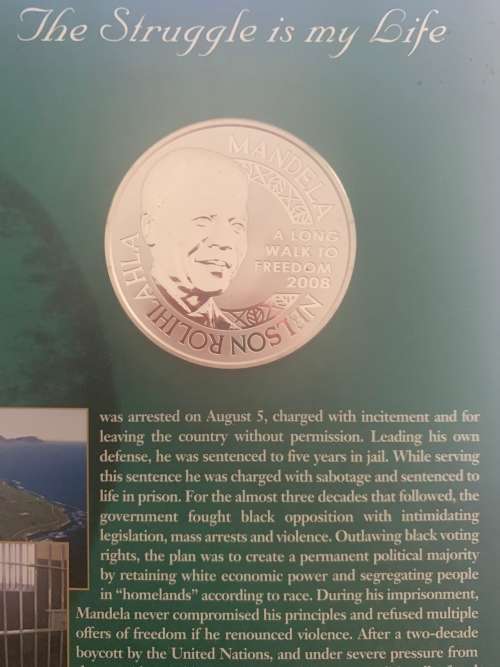 The Struggle is my Life
NELSON ROLIHLAHLA
MANDELA
A LONG
WALK TO
FREEDOM
2008
was arrested on August 5, charged with incitement and for
leaving the country without permission. Leading his own
defense, he was sentenced to five years in jail. While serving
this sentence he was charged with sabotage and sentenced to
life in prison. For the almost three decades that followed, the
government fought black opposition with intimidating
legislation, mass arrests and violence. Outlawing black voting
rights, the plan was to create a permanent political majority
by retaining white economic power and segregating people
in “homelands” according to race. During his imprisonment,
Mandela never compromised his principles and refused multiple
offers of freedom if he renounced violence. After a two-decade
boycott by the United Nations, and under severe pressure from